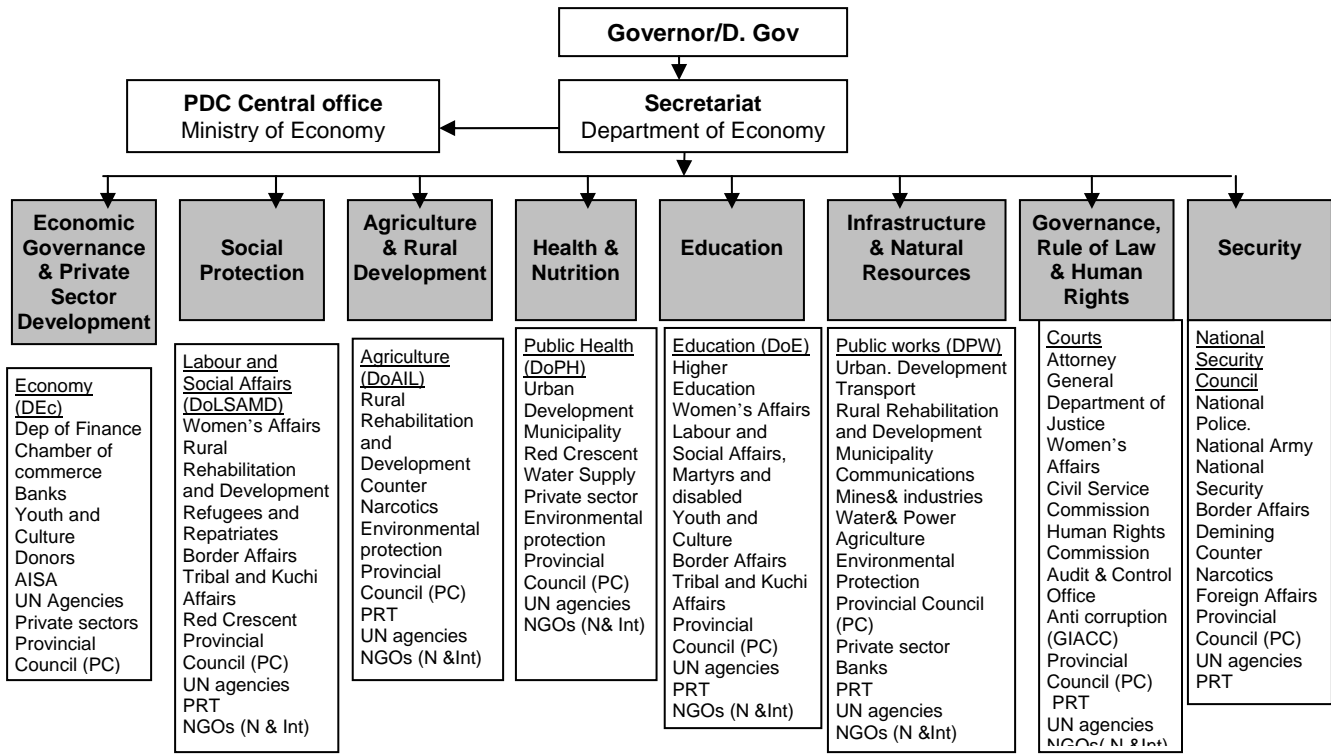 Governor/D. Gov
PDC Central office
Ministry of Economy
Secretariat
Department of Economy
Economic
Governance
& Private
Sector
Development
Social
Protection
Agriculture
& Rural
Development
Health &
Nutrition
Education
Infrastructure
& Natural
Resources
Governance,
Rule of Law
& Human
Rights
Security
Economy
(DEc)
Dep of Finance
Chamber of
commerce
Banks
Youth and
Culture
Donors
AISA
UN Agencies
Private sectors
Provincial
Council (PC)
Labour and
Social Affairs
(DoLSAMD)
Women's Affairs
Rural
Rehabilitation
and Development
Refugees and
Repatriates
Border Affairs
Tribal and Kuchi
Affairs
Red Crescent
Provincial
Council (PC)
UN agencies
PRT
NGOs (N & Int)
Agriculture
(DoAIL)
Rural
Rehabilitation
and
Development
Counter
Narcotics
Environmental
protection
Provincial
Council (PC)
PRT
UN agencies
NGOs (N &Int)
Public Health
(DoPH)
Urban
Development
Municipality
Red Crescent
Water Supply
Private sector
Environmental
protection
Provincial
Council (PC)
UN agencies
NGOs (N& Int)
Education (DoE)
Higher
Education
Women's Affairs
Labour and
Social Affairs,
Martyrs and
disabled
Youth and
Culture
Border Affairs
Tribal and Kuchi
Affairs
Provincial
Council (PC)
UN agencies
PRT
NGOs (N &Int)
Public works (DPW)
Urban. Development
Transport
Rural Rehabilitation
and Development
Municipality
Communications
Mines& industries
Water& Power
Agriculture
Environmental
Protection
Provincial Council
(PC)
Private sector
Banks
PRT
UN agencies
NGOs (N &Int)
Courts
Attorney
General
Department of
Justice
Women's
Affairs
Civil Service
Commission
Human Rights
Commission
Audit & Control
Office
Anti corruption
(GIACC)
Provincial
Council (PC)
PRT
UN agencies
NGOs( N &Int)
National
Security
Council
National
Police.
National Army
National
Security
Border Affairs
Demining
Counter
Narcotics
Foreign Affairs
Provincial
Council (PC)
UN agencies
PRT